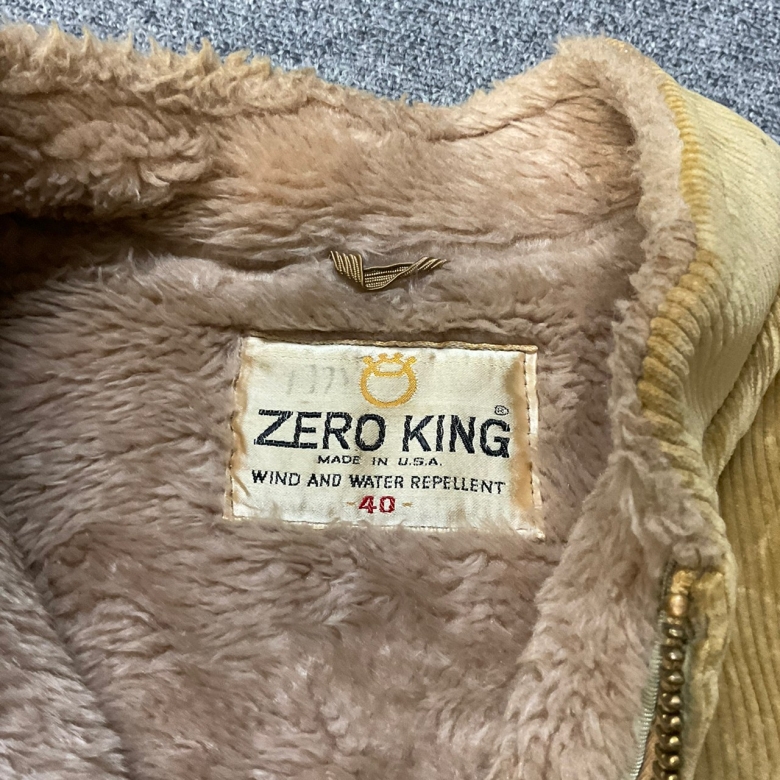 ZERO KING ®
MADE IN U.S.A.
WIND AND WATER REPELLENT
-40-